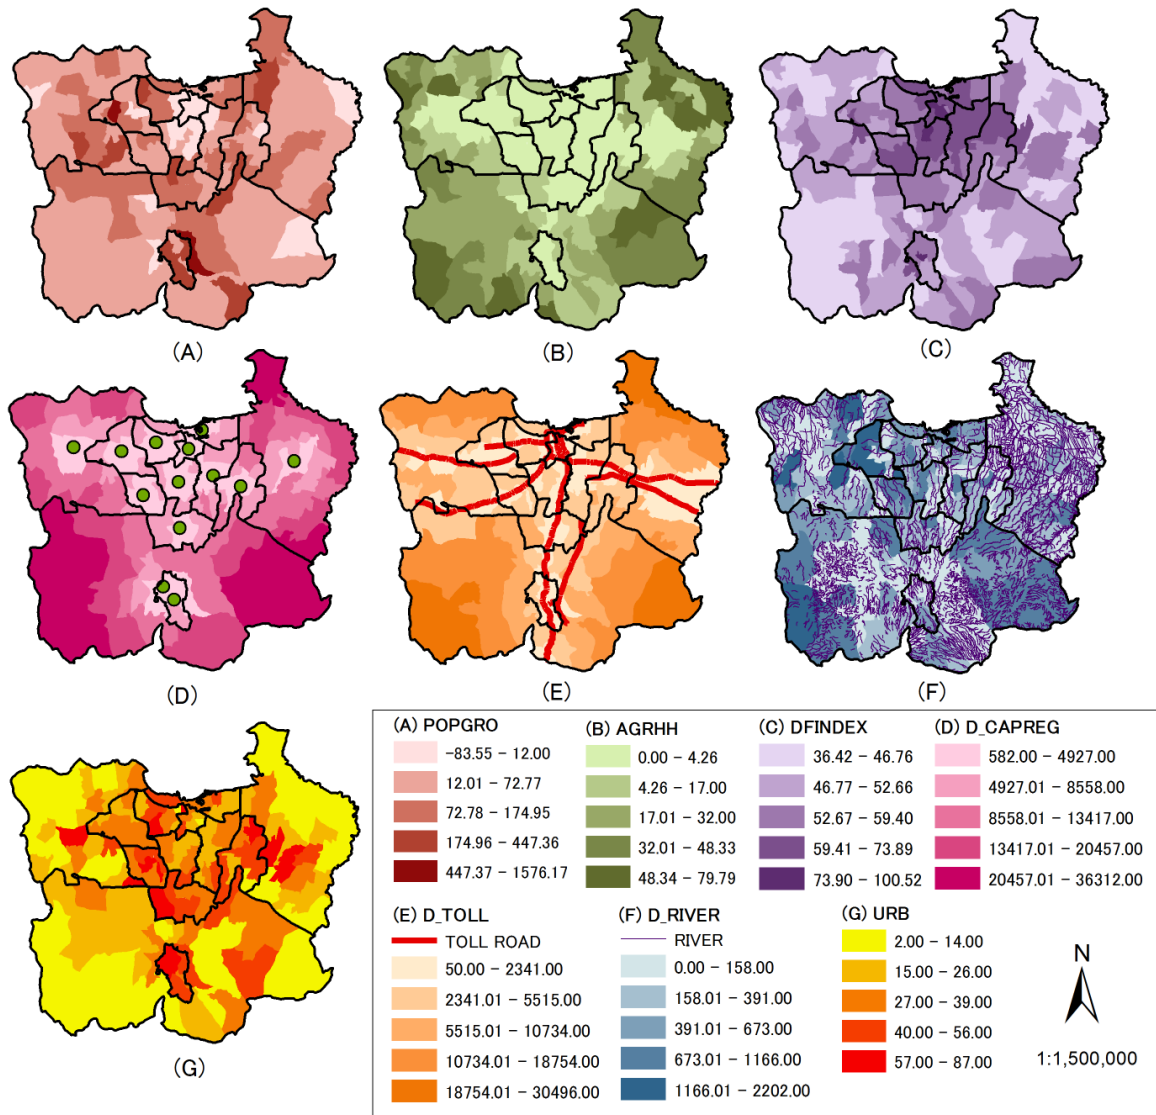 (A)
(B)
(C)
(D)
(E)
(F)
(G)
(A) POPGRO
-83.55 - 12.00
12.01 - 72.77
72.78 - 174.95
174.96 - 447.36
447.37 - 1576.17
(B) AGRHH
0.00 - 4.26
4.26 - 17.00
17.01 - 32.00
32.01 - 48.33
48.34 - 79.79
(C) DFINDEX
36.42 - 46.76
46.77 - 52.66
52.67 - 59.40
59.41 - 73.89
73.90 - 100.52
(D) D_CAPREG
582.00 - 4927.00
4927.01 - 8558.00
8558.01 - 13417.00
13417.01 - 20457.00
20457.01 - 36312.00
(E) D_TOLL
TOLL ROAD
50.00 - 2341.00
2341.01 - 5515.00
5515.01 - 10734.00
10734.01 - 18754.00
18754.01 - 30496.00
(F) D_RIVER
RIVER
0.00 - 158.00
158.01 - 391.00
391.01 - 673.00
673.01 - 1166.00
1166.01 - 2202.00
(G) URB
2.00 - 14.00
15.00 - 26.00
27.00 - 39.00
40.00 - 56.00
57.00 - 87.00
N
1:1,500,000